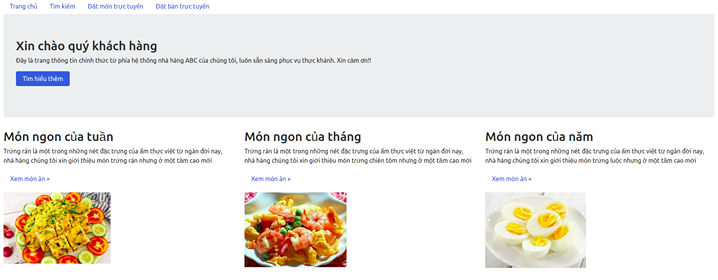 Trang chủ Tìm kiếm Đặt món trực tuyến Đặt bàn trực tuyến
Xin chào quý khách hàng
Đây là trang thông tin chính thức từ phía hệ thống nhà hàng ABC của chúng tôi, luôn sẵn sàng phục vụ thực khách. Xin cảm ơn!!
Tìm hiểu thêm
Món ngon của tuần
Trứng rán là một trong những nét đặc trưng của ẩm thực việt từ ngàn đời nay,
nhà hàng chúng tôi xin giới thiệu món trứng rán nhưng ở một tầm cao mới
Xem món ăn »
Món ngon của tháng
Trứng rán là một trong những nét đặc trưng của ẩm thực việt từ ngàn đời nay,
nhà hàng chúng tôi xin giới thiệu món trứng chiên tôm nhưng ở một tầm cao mới
Xem món ăn »
Món ngon của năm
Trứng rán là một trong những nét đặc trưng của ẩm thực việt từ ngàn đời nay,
nhà hàng chúng tôi xin giới thiệu món trứng luộc nhưng ở một tầm cao mới
Xem món ăn »